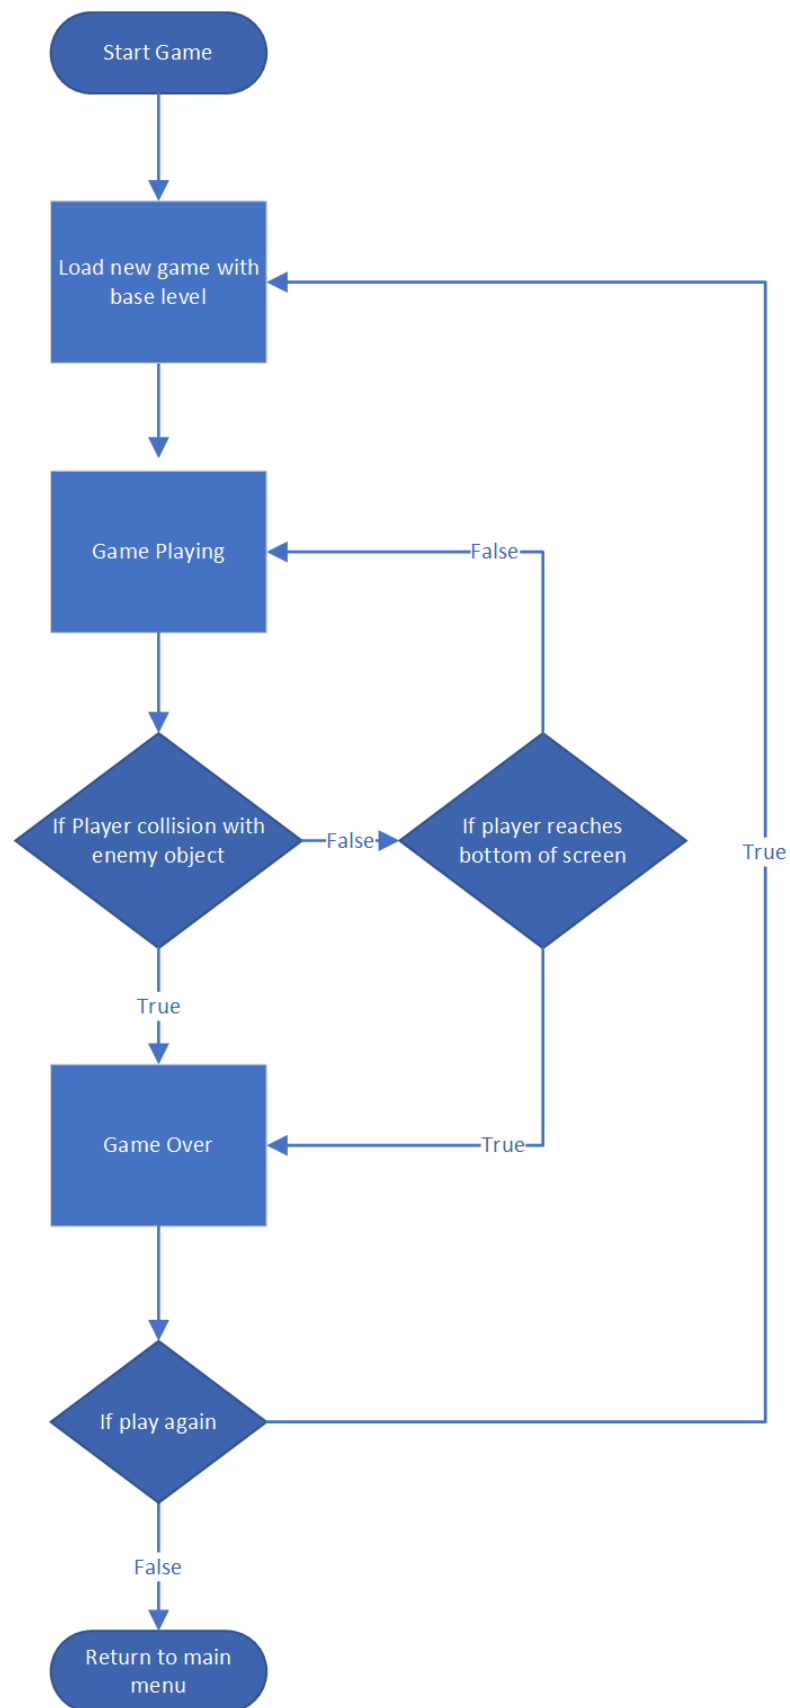 Start Game
Load new game with
base level
Game Playing
False
If Player collision with
enemy object
False
If player reaches
bottom of screen
True
True
Game Over
True
If play again
False
Return to main
menu